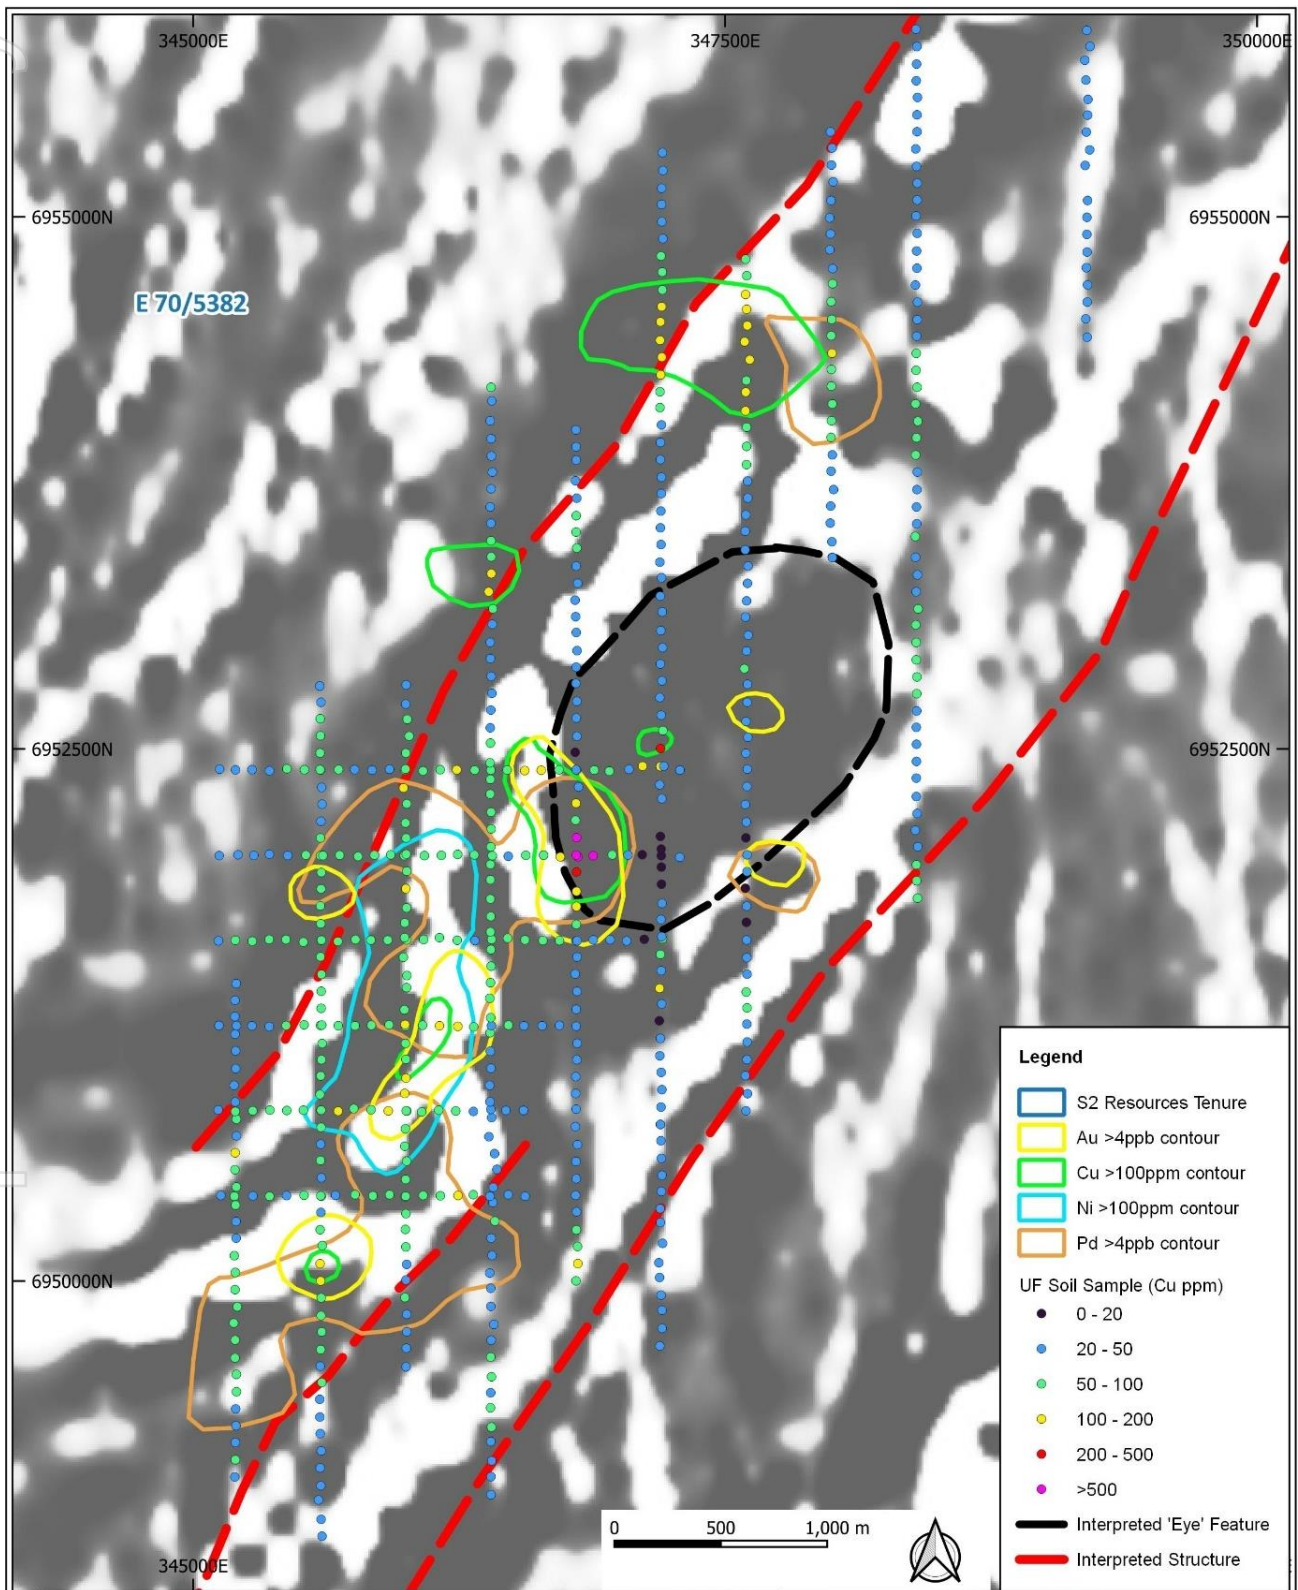 345000E
347500E
350000E
6955000N
6955000N
E 70/5382
6952500N
6952500N
6950000N
Legend
S2 Resources Tenure
Au >4ppb contour
Cu >100ppm contour
Ni >100ppm contour
Pd >4ppb contour
UF Soil Sample (Cu ppm)
0 - 20
20 - 50
50 - 100
100 - 200
200 - 500
>500
Interpreted 'Eye' Feature
Interpreted Structure
0 500 1,000 m
345000E